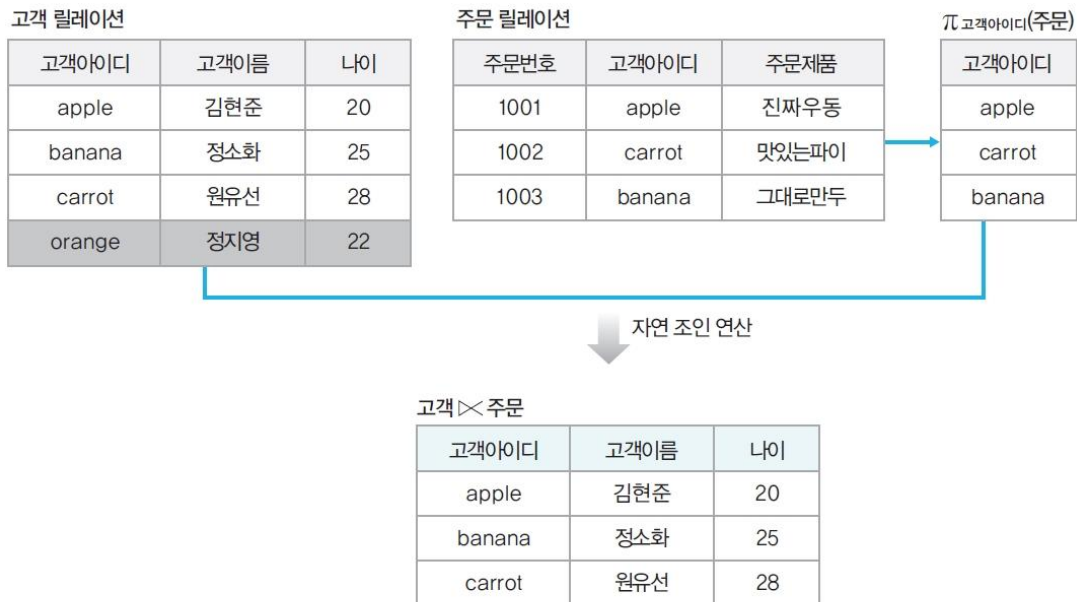 고객 릴레이션
고객아이디 고객이름 나이
apple 김현준 20
banana 정소화 25
carrot 원유선 28
orange 정지영 22
주문 릴레이션
주문번호 고객아이디 주문제품
1001 apple 진짜우동
1002 carrot 맛있는파이
1003 banana 그대로만두
π고객아이디(주문)
고객아이디
apple
carrot
banana
자연 조인 연산
고객⋉주문
고객아이디 고객이름 나이
apple 김현준 20
banana 정소화 25
carrot 원유선 28